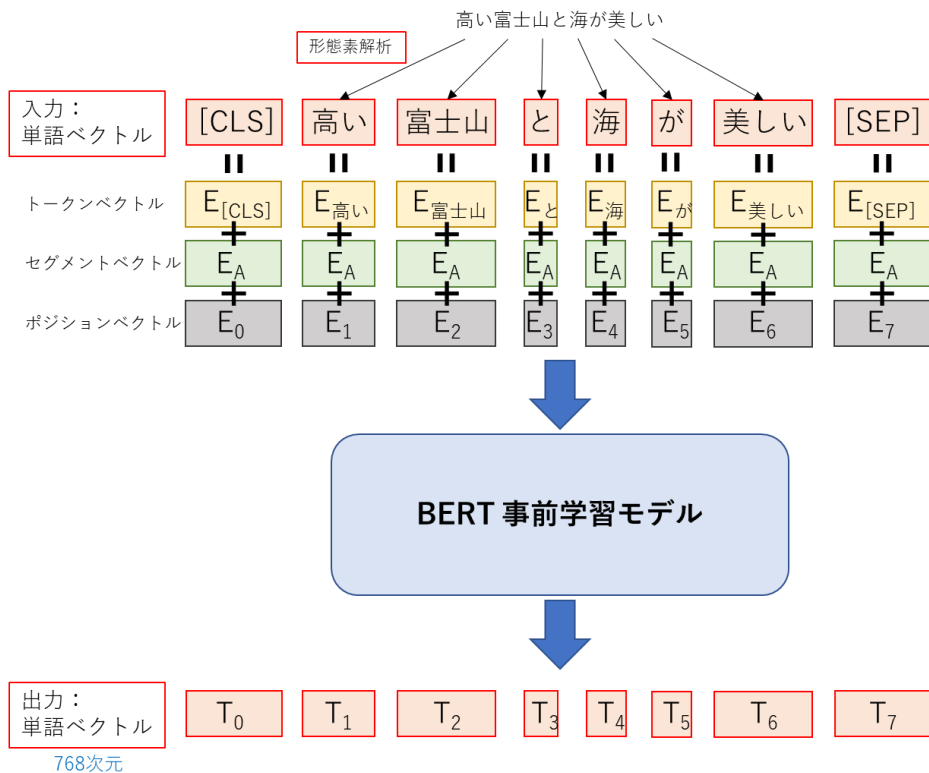 高い富士山と海が美しい
形態素解析
入力：
単語ベクトル
[CLS] 高い 富士山 と 海 が 美しい [SEP]
= = = = = = = =
トークンベクトル E[CLS] E高い E富士山 Eと E海 Eが E美しい E[SEP]
+ + + + + + + +
セグメントベクトル EA EA EA EA EA EA EA EA
+ + + + + + + +
ポジションベクトル E0 E1 E2 E3 E4 E5 E6 E7
BERT 事前学習モデル
出力：
単語ベクトル
T0 T1 T2 T3 T4 T5 T6 T7
768次元